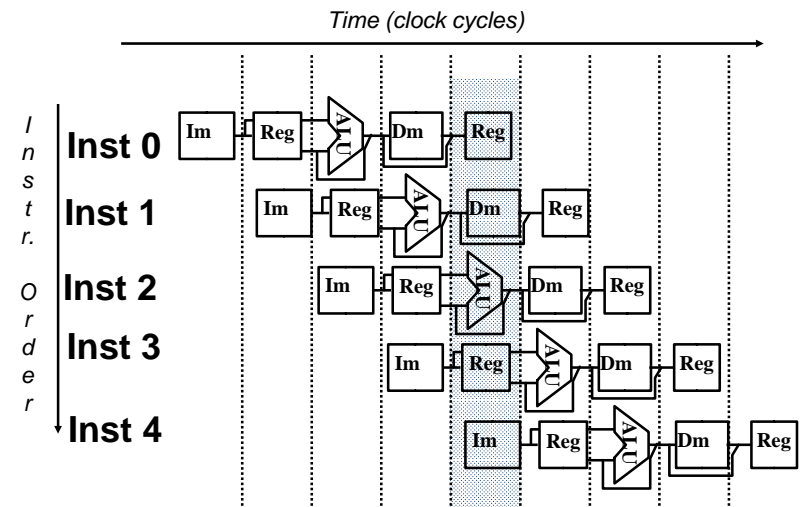 Time (clock cycles)
Instr. Order
Inst 0 Im Reg ALU Dm Reg
Inst 1 Im Reg ALU Dm Reg
Inst 2 Im Reg ALU Dm Reg
Inst 3 Im Reg ALU Dm Reg
Inst 4 Im Reg ALU Dm Reg